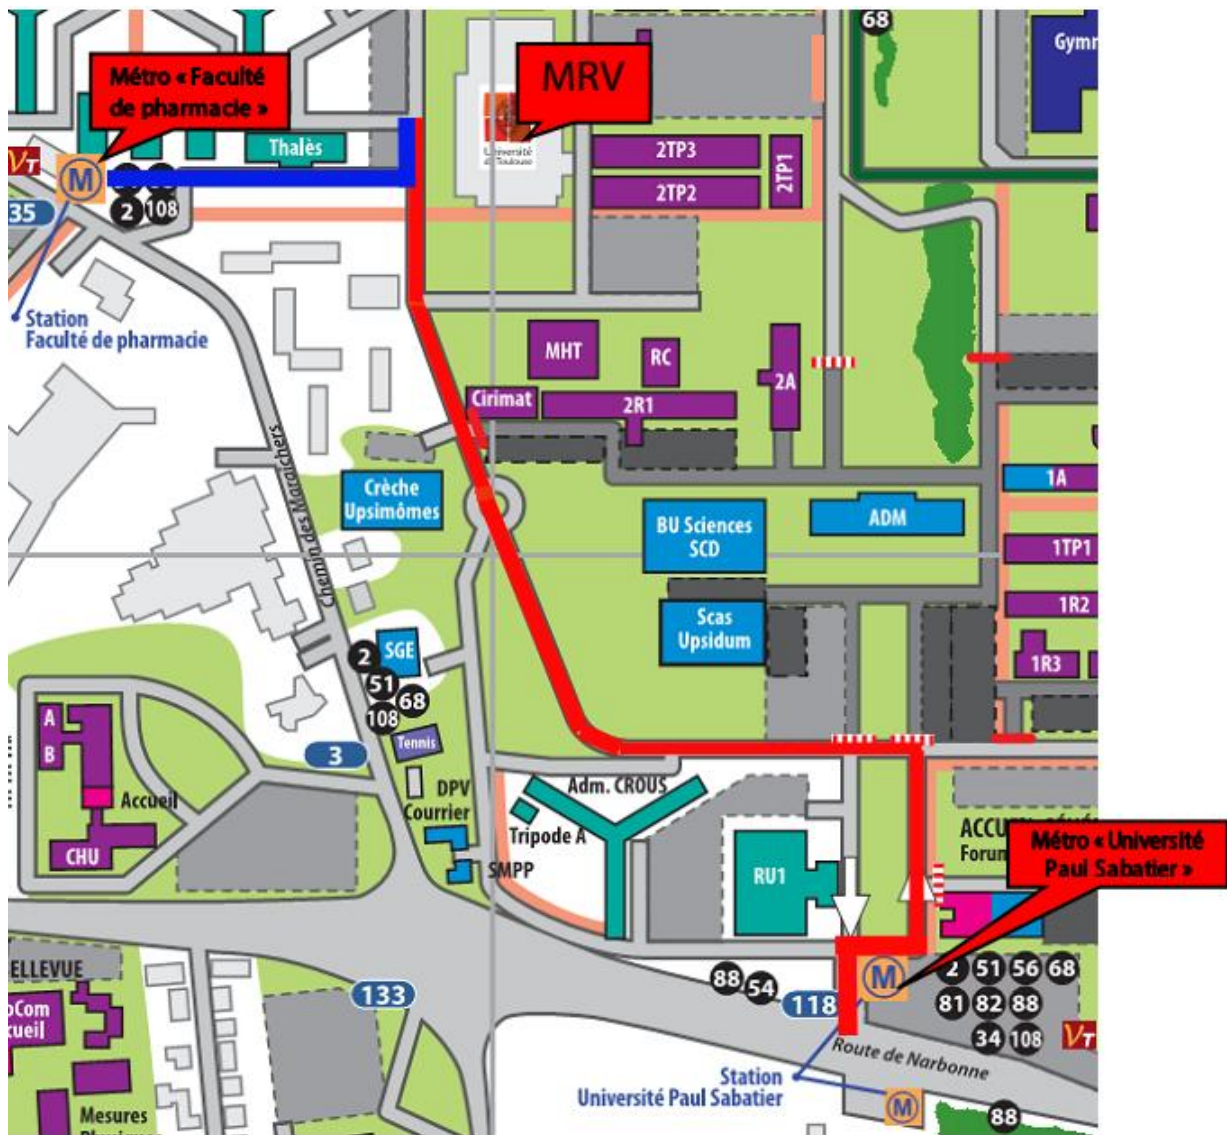 68
Gymn
Métro « Faculté
de pharmacie »
MRV
Université
de Toulouse
Thalès
2TP3
2TP1
2TP2
VT
M
35
2
108
Station
Faculté de pharmacie
MHT
RC
2A
Cirimat
2R1
Chemin des Maraîchers
Crèche
Upsimômes
BU Sciences
SCD
ADM
1A
1TP1
1R2
Scas
Upsidum
1R3
SGE
2
51
68
108
Tennis
3
A
B
Accueil
CHU
DPV
Courrier
SMPP
Adm. CROUS
Tripode A
RU1
Métro « Université
Paul Sabatier »
ACCU
Forum
M
2 51 56 68
81 82 88
34 108
VT
88
54
118
133
ELLEVUE
oCom
cueil
Route de Narbonne
Station
Université Paul Sabatier
M
88
Mesures